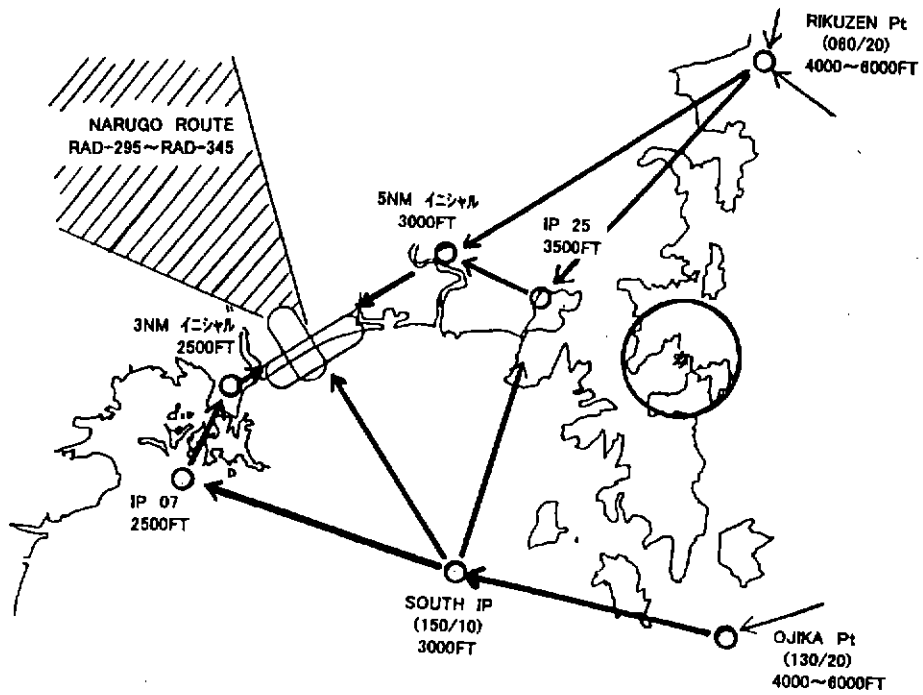 RIKUZEN Pt
(060/20)
4000～6000FT
NARUGO ROUTE
RAD-295～RAD-345
5NM イニシャル
3000FT
IP 25
3500FT
3NM イニシャル
2500FT
IP 07
2500FT
SOUTH IP
(150/10)
3000FT
OJIKA Pt
(130/20)
4000～6000FT